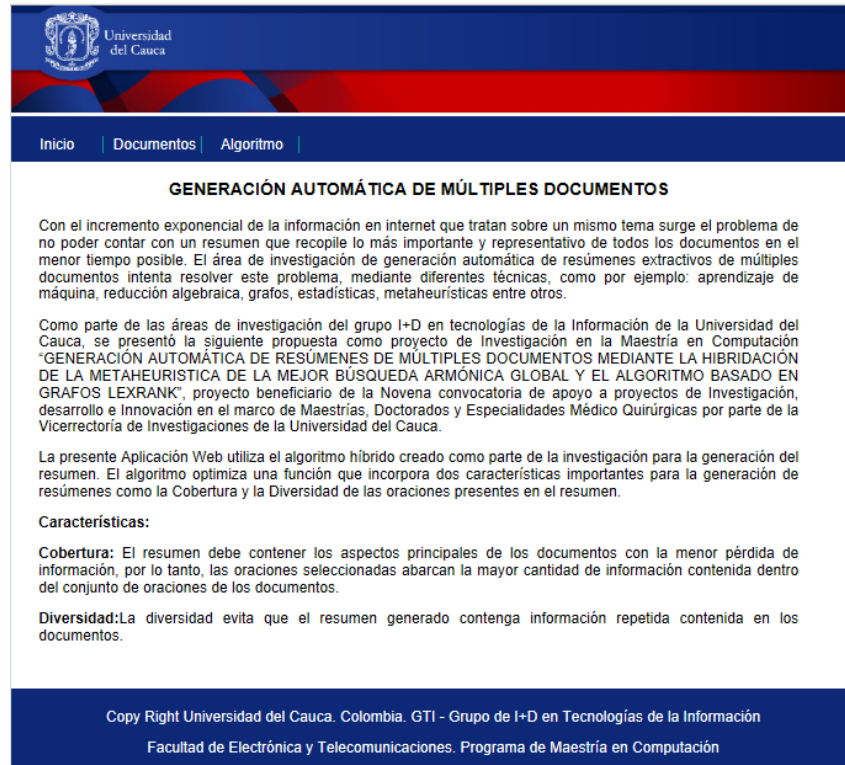 Universidad
del Cauca
Inicio Documentos Algoritmo
GENERACIÓN AUTOMÁTICA DE MÚLTIPLES DOCUMENTOS
Con el incremento exponencial de la información en internet que tratan sobre un mismo tema surge el problema de
no poder contar con un resumen que recopile lo más importante y representativo de todos los documentos en el
menor tiempo posible. El área de investigación de generación automática de resúmenes extractivos de múltiples
documentos intenta resolver este problema, mediante diferentes técnicas, como por ejemplo: aprendizaje de
máquina, reducción algebraica, grafos, estadísticas, metaheurísticas entre otros.
Como parte de las áreas de investigación del grupo I+D en tecnologías de la Información de la Universidad del
Cauca, se presentó la siguiente propuesta como proyecto de Investigación en la Maestría en Computación
“GENERACIÓN AUTOMÁTICA DE RESÚMENES DE MÚLTIPLES DOCUMENTOS MEDIANTE LA HIBRIDACIÓN
DE LA METAHEURISTICA DE LA MEJOR BÚSQUEDA ARMÓNICA GLOBAL Y EL ALGORITMO BASADO EN
GRAFOS LEXRANK”, proyecto beneficiario de la Novena convocatoria de apoyo a proyectos de Investigación,
desarrollo e Innovación en el marco de Maestrías, Doctorados y Especialidades Médico Quirúrgicas por parte de la
Vicerrectoría de Investigaciones de la Universidad del Cauca.
La presente Aplicación Web utiliza el algoritmo híbrido creado como parte de la investigación para la generación del
resumen. El algoritmo optimiza una función que incorpora dos características importantes para la generación de
resúmenes como la Cobertura y la Diversidad de las oraciones presentes en el resumen.
Características:
Cobertura: El resumen debe contener los aspectos principales de los documentos con la menor pérdida de
información, por lo tanto, las oraciones seleccionadas abarcan la mayor cantidad de información contenida dentro
del conjunto de oraciones de los documentos.
Diversidad:La diversidad evita que el resumen generado contenga información repetida contenida en los
documentos.
Copy Right Universidad del Cauca. Colombia. GTI - Grupo de I+D en Tecnologías de la Información
Facultad de Electrónica y Telecomunicaciones. Programa de Maestría en Computación